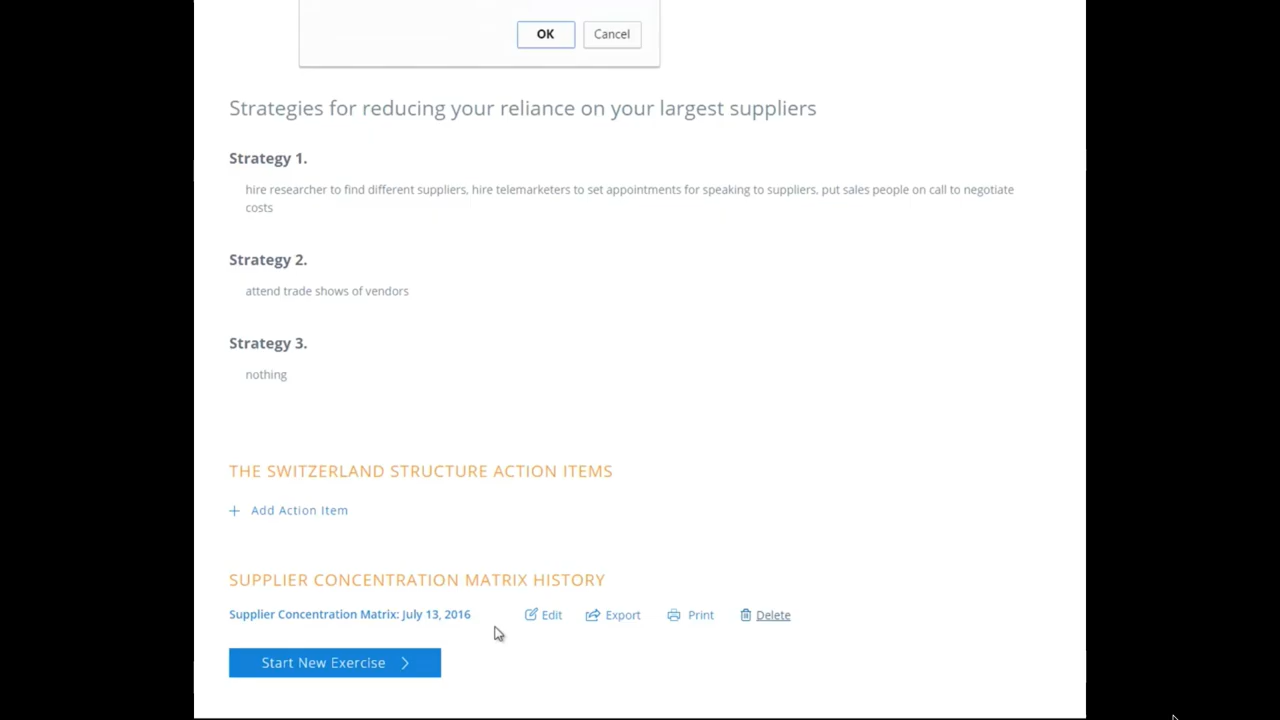 OK Cancel
Strategies for reducing your reliance on your largest suppliers
Strategy 1.
hire researcher to find different suppliers, hire telemarketers to set appointments for speaking to suppliers, put sales people on call to negotiate
costs
Strategy 2.
attend trade shows of vendors
Strategy 3.
nothing
THE SWITZERLAND STRUCTURE ACTION ITEMS
+ Add Action Item
SUPPLIER CONCENTRATION MATRIX HISTORY
Supplier Concentration Matrix: July 13, 2016 Edit Export Print Delete
Start New Exercise